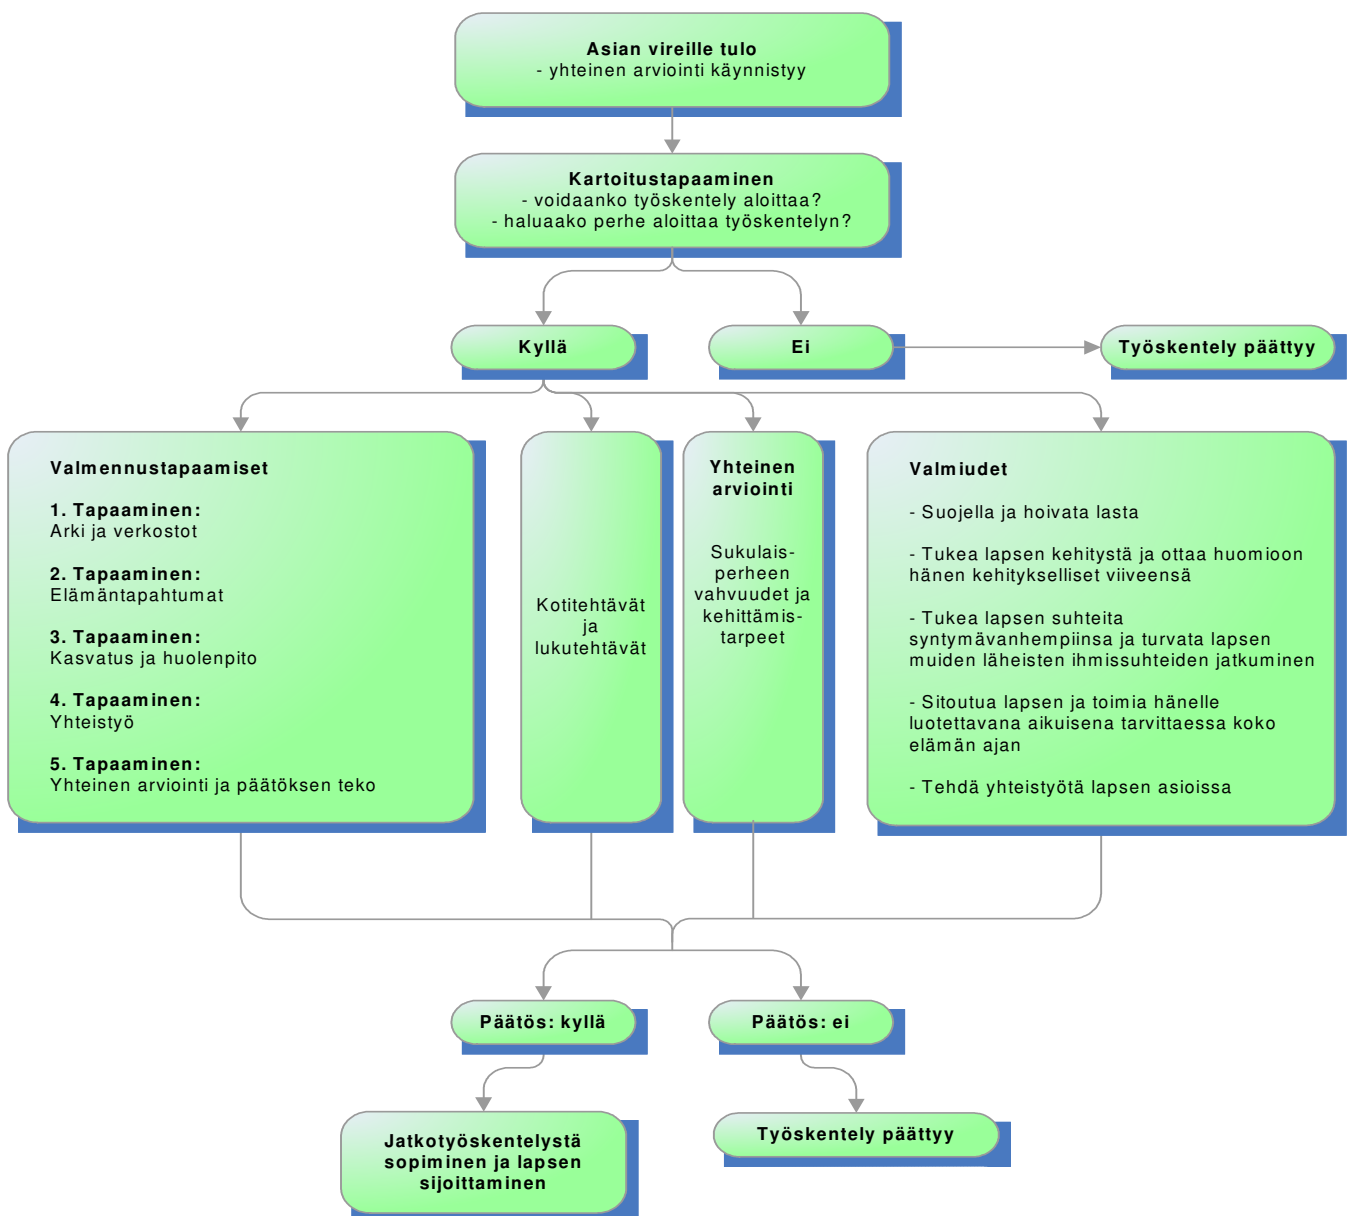 Asian vireille tulo
- yhteinen arviointi käynnistyy
Kartoitustapaaminen
- voidaanko työskentely aloittaa?
- haluaako perhe aloittaa työskentelyn?
Kyllä
Ei
Työskentely päättyy
Valmennustapaamiset
1. Tapaaminen:
Arki ja verkostot
2. Tapaaminen:
Elämäntapahtumat
3. Tapaaminen:
Kasvatus ja huolenpito
4. Tapaaminen:
Yhteistyö
5. Tapaaminen:
Yhteinen arviointi ja päätöksen teko
Kotitehtävät
ja
lukutehtävät
Yhteinen
arviointi
Sukulais-
perheen
vahvuudet ja
kehittämis-
tarpeet
Valmiudet
- Suojella ja hoivata lasta
- Tukea lapsen kehitystä ja ottaa huomioon
hänen kehitykselliset viiveensä
- Tukea lapsen suhteita
syntymävanhempiinsa ja turvata lapsen
muiden läheisten ihmissuhteiden jatkuminen
- Sitoutua lapsen ja toimia hänelle
luotettavana aikuisena tarvittaessa koko
elämän ajan
- Tehdä yhteistyötä lapsen asioissa
Päätös: kyllä
Päätös: ei
Jatkotyöskentelystä
sopiminen ja lapsen
sijoittaminen
Työskentely päättyy